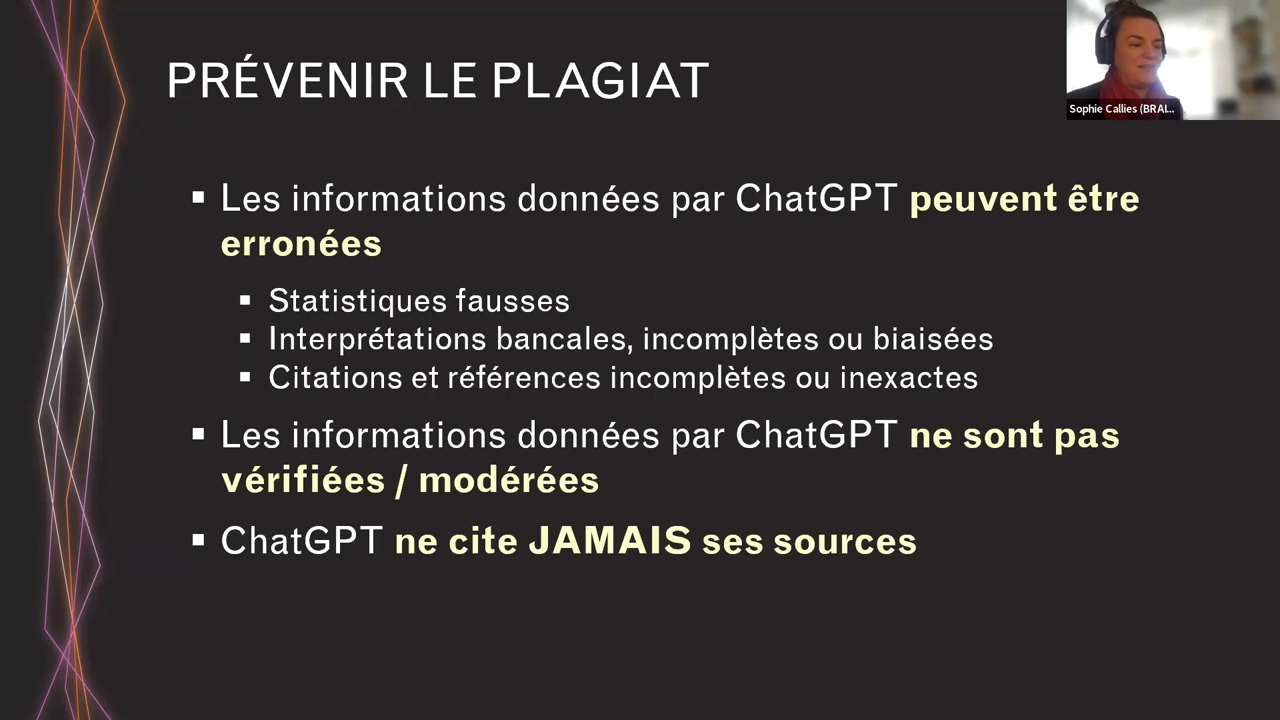 PRÉVENIR LE PLAGIAT
Sophie Callies (BRAI...
▪ Les informations données par ChatGPT peuvent être
erronées
▪ Statistiques fausses
▪ Interprétations bancales, incomplètes ou biaisées
▪ Citations et références incomplètes ou inexactes
▪ Les informations données par ChatGPT ne sont pas
vérifiées / modérées
▪ ChatGPT ne cite JAMAIS ses sources